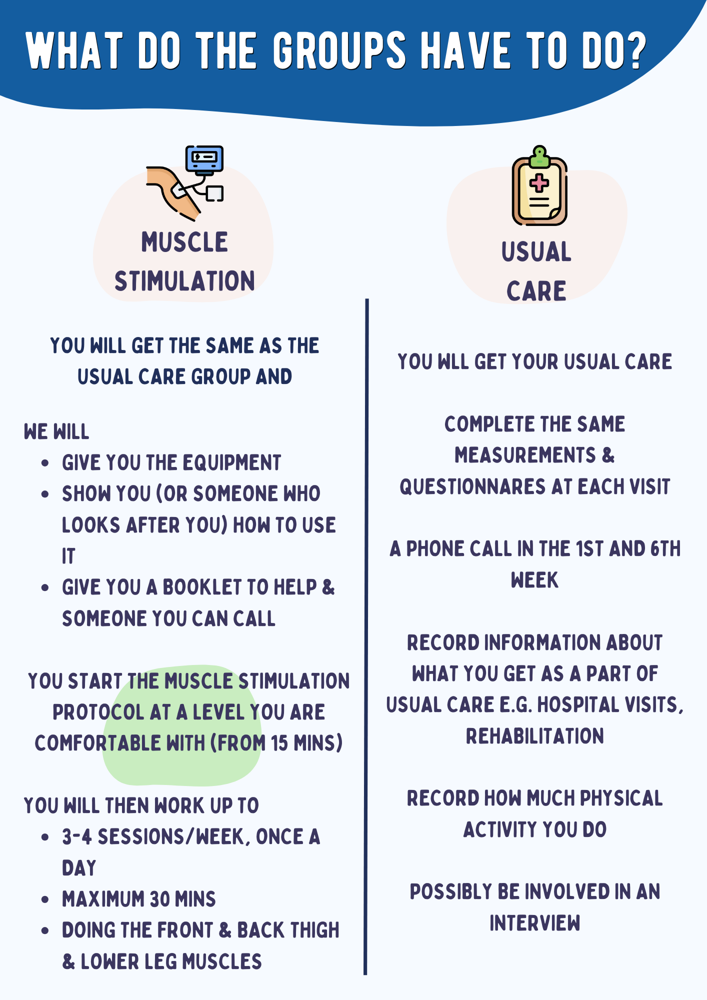 WHAT DO THE GROUPS HAVE TO DO?
MUSCLE
STIMULATION
YOU WILL GET THE SAME AS THE
USUAL CARE GROUP AND
WE WILL
• GIVE YOU THE EQUIPMENT
• SHOW YOU (OR SOMEONE WHO
LOOKS AFTER YOU) HOW TO USE
IT
• GIVE YOU A BOOKLET TO HELP &
SOMEONE YOU CAN CALL
YOU START THE MUSCLE STIMULATION
PROTOCOL AT A LEVEL YOU ARE
COMFORTABLE WITH (FROM 15 MINS)
YOU WILL THEN WORK UP TO
• 3-4 SESSIONS/WEEK, ONCE A
DAY
• MAXIMUM 30 MINS
• DOING THE FRONT & BACK THIGH
& LOWER LEG MUSCLES
USUAL
CARE
YOU WLL GET YOUR USUAL CARE
COMPLETE THE SAME
MEASUREMENTS &
QUESTIONNARES AT EACH VISIT
A PHONE CALL IN THE 1ST AND 6TH
WEEK
RECORD INFORMATION ABOUT
WHAT YOU GET AS A PART OF
USUAL CARE E.G. HOSPITAL VISITS,
REHABILITATION
RECORD HOW MUCH PHYSICAL
ACTIVITY YOU DO
POSSIBLY BE INVOLVED IN AN
INTERVIEW